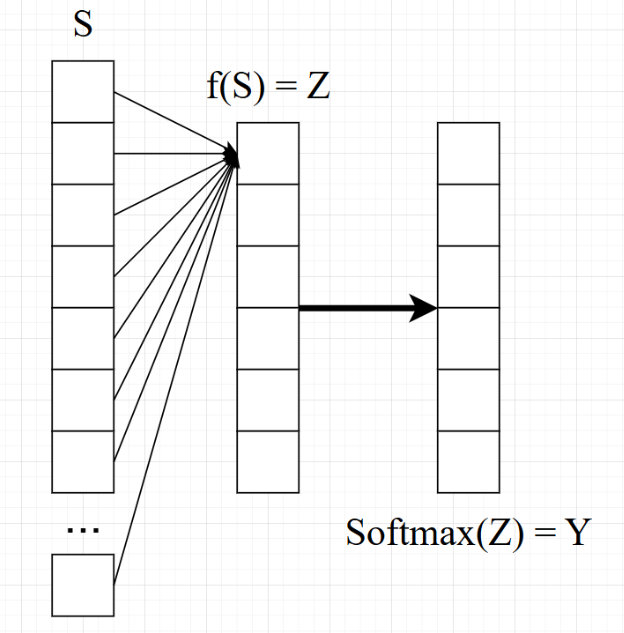 S
f(S) = Z
...
Softmax(Z) = Y